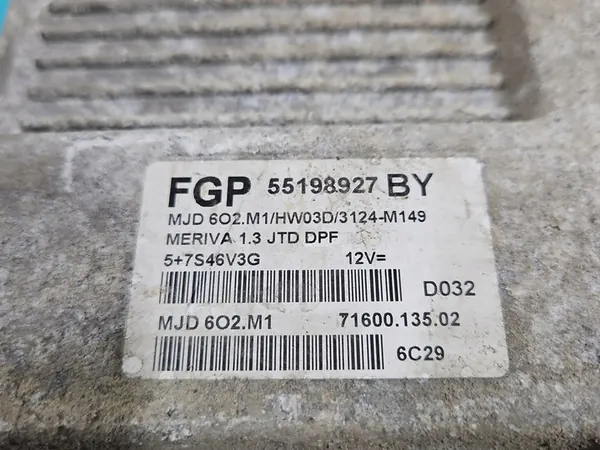 FGP 55198927 BY
MJD 6O2.M1/HW03D/3124-M149
MERIVA 1.3 JTD DPF
5+7S46V3G 12V=
D032
MJD 6O2.M1 71600.135.02
6C29